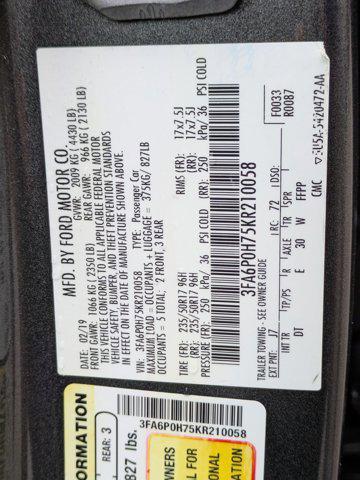 MFD. BY FORD MOTOR CO.
DATE: 02/19 GVWR: 2009 KG ( 4430 LB)
FRONT GAWR: 1066 KG ( 2350 LB) REAR GAWR: 966 KG ( 2130 LB)
THIS VEHICLE CONFORMS TO ALL APPLICABLE FEDERAL MOTOR
VEHICLE SAFETY, BUMPER, AND THEFT PREVENTION STANDARDS
IN EFFECT ON THE DATE OF MANUFACTURE SHOWN ABOVE.
VIN: 3FA6P0H75KR210058 TYPE: Passenger Car
MAXIMUM LOAD = OCCUPANTS + LUGGAGE = 375KG/ 827LB
OCCUPANTS = 5 TOTAL; 2 FRONT, 3 REAR
TIRE (FR): 235/50R17 96H RIMS (FR): 17x7.5J
TIRE (RR): 235/50R17 96H RIMS (RR): 17x7.5J
PRESSURE (FR): 250 kPa/ 36 PSI COLD (RR): 250 kPa/ 36 PSI COLD
3FA6P0H75KR210058
TRAILER TOWING - SEE OWNER GUIDE F0033
EXT PNT: J7 RC: 72 DSO: R0087
INT TR TP/PS R AXLE TR SPR
DT E 30 W FFPP
CMC 3U5A-5420472-AA
3FA6P0H75KR210058
REAR: 3
827 lbs.